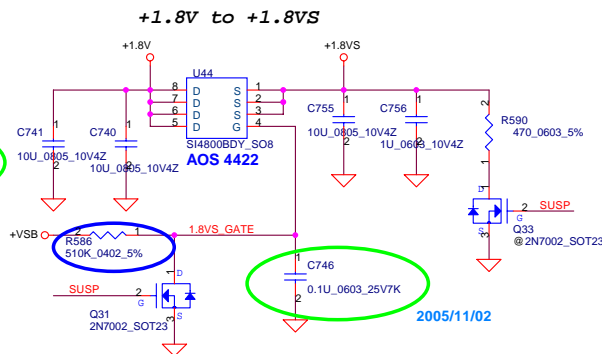 +1.8V to +1.8VS
+1.8V
+1.8VS
U44
8 D S 1
7 D S 2
6 D S 3
5 D G 4
SI4800BDY_SO8
AOS 4422
C741
1
2
10U_0805_10V4Z
C740
1
2
10U_0805_10V4Z
C755
1
2
10U_0805_10V4Z
C756
1
2
1U_0603_10V4Z
2
R590
470_0603_5%
1
1
D
2 SUSP
G
S
3
Q33
@2N7002_SOT23
+VSB
2 1
R586
510K_0402_5%
1.8VS_GATE
1
D
SUSP 2
G
S
3
Q31
2N7002_SOT23
1
C746
0.1U_0603_25V7K
2
2005/11/02